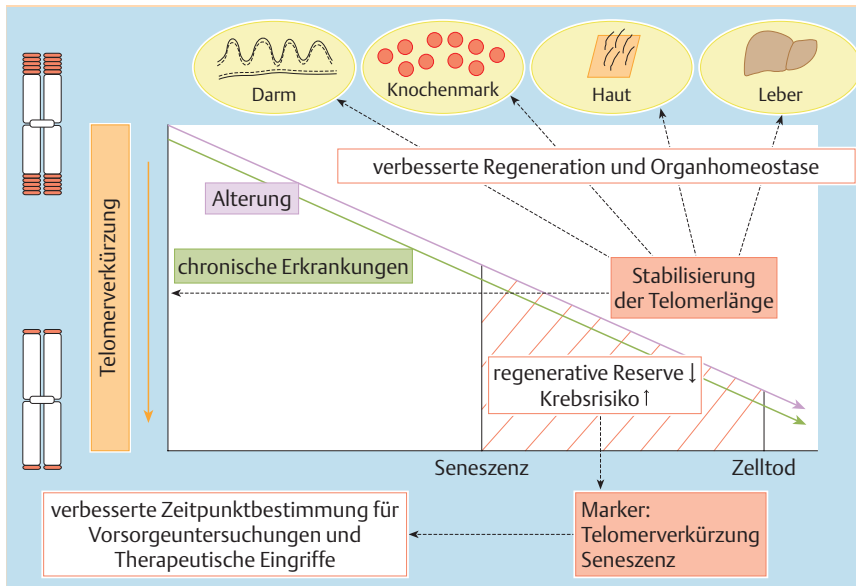 Darm
Knochenmark
Haut
Leber
verbesserte Regeneration und Organhomeostase
Telomerverkürzung
Alterung
chronische Erkrankungen
Stabilisierung
der Telomerlänge
regenerative Reserve ↓
Krebsrisiko ↑
Seneszenz
Zelltod
verbesserte Zeitpunktbestimmung für
Vorsorgeuntersuchungen und
Therapeutische Eingriffe
Marker:
Telomerverkürzung
Seneszenz